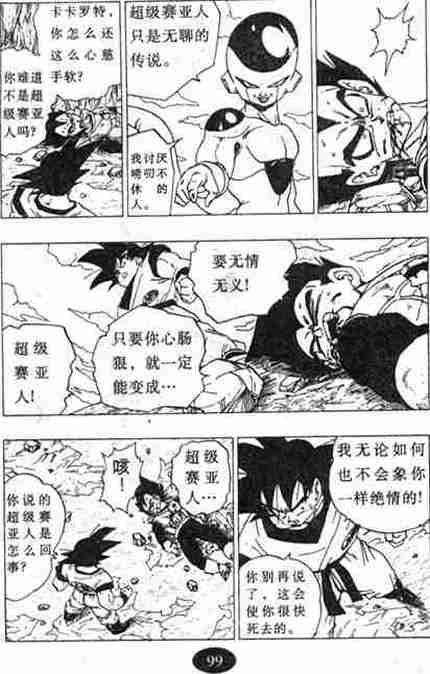 超级赛亚人
只是无聊的
传说。
我讨厌
唠叨不
休的
人。
卡卡罗特,
你怎么还
这么心慈
手软?
你难道
不是超
级赛亚
人吗?
要无情
无义!
只要你心肠
狠,就一定
能变成…
超级
赛亚
人!
我无论如何
也不会象你
一样绝情的!
你别再说
了,这会
使你很快
死去的。
超级
赛亚
人…
咳!
你说的
超级赛
亚人是
怎么回
事?
99